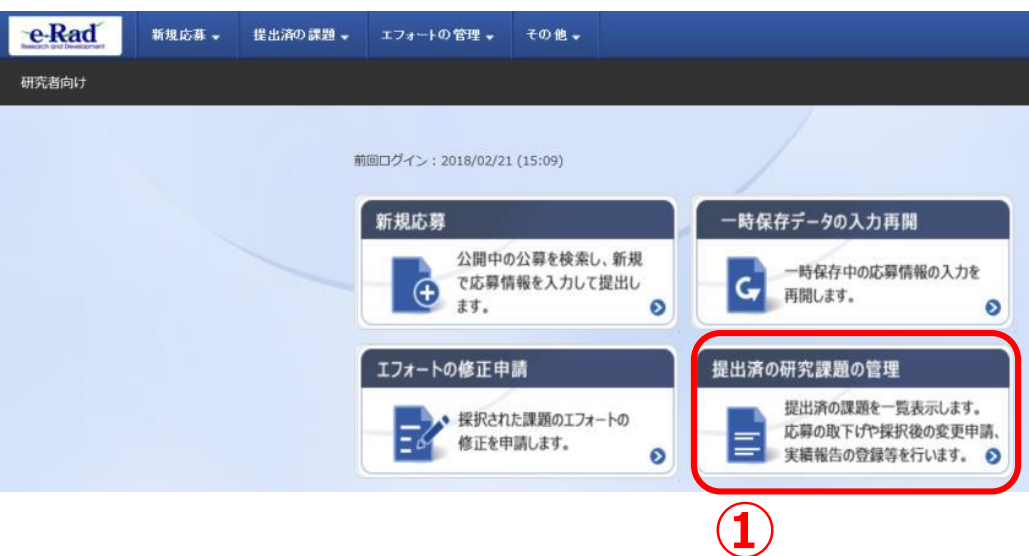 e-Rad
Research and Development
新規応募
提出済の課題
エフォートの管理
その他
研究者向け
前回ログイン：2018/02/21 (15:09)
新規応募
公開中の公募を検索し、新規
で応募情報を入力して提出し
ます。
一時保存データの入力再開
一時保存中の応募情報の入力を
再開します。
エフォートの修正申請
採択された課題のエフォートの
修正を申請します。
提出済の研究課題の管理
提出済の課題を一覧表示します。
応募の取下げや採択後の変更申請、
実績報告の登録等を行います。
①